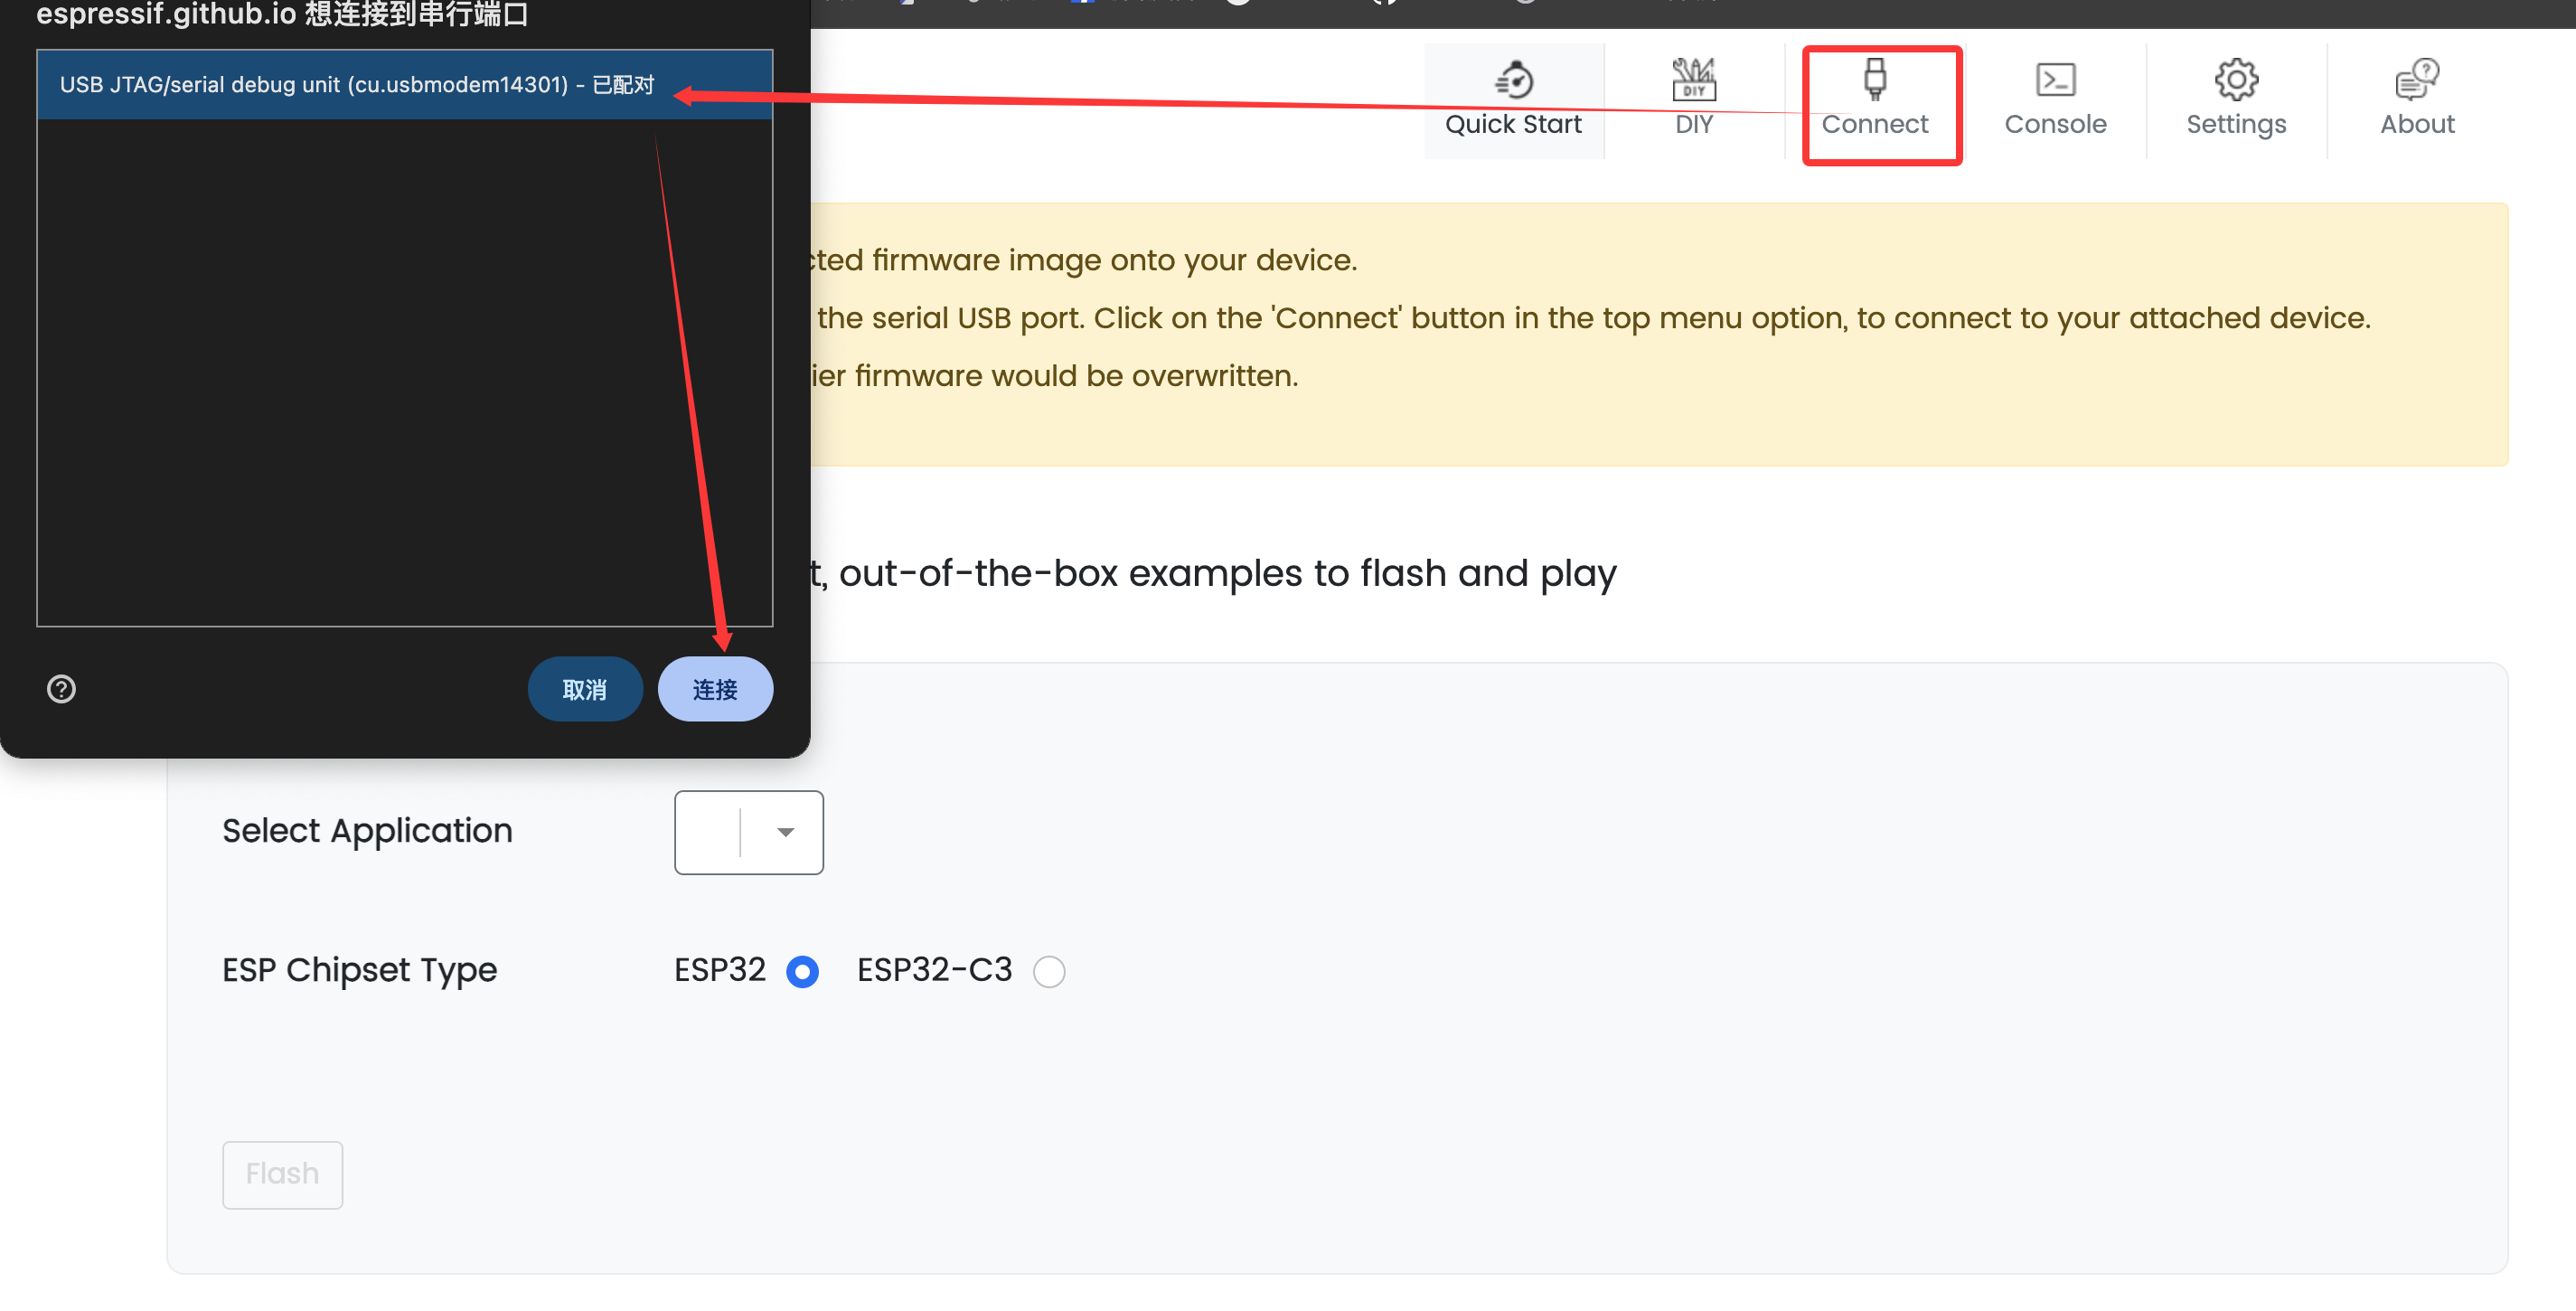 espressif.github.io 想连接到串行端口
USB JTAG/serial debug unit (cu.usbmodem14301) - 已配对
取消
连接
Quick Start
DIY
DIY
Connect
Console
Settings
About
cted firmware image onto your device.
the serial USB port. Click on the 'Connect' button in the top menu option, to connect to your attached device.
ier firmware would be overwritten.
t, out-of-the-box examples to flash and play
Select Application
ESP Chipset Type
ESP32
ESP32-C3
Flash